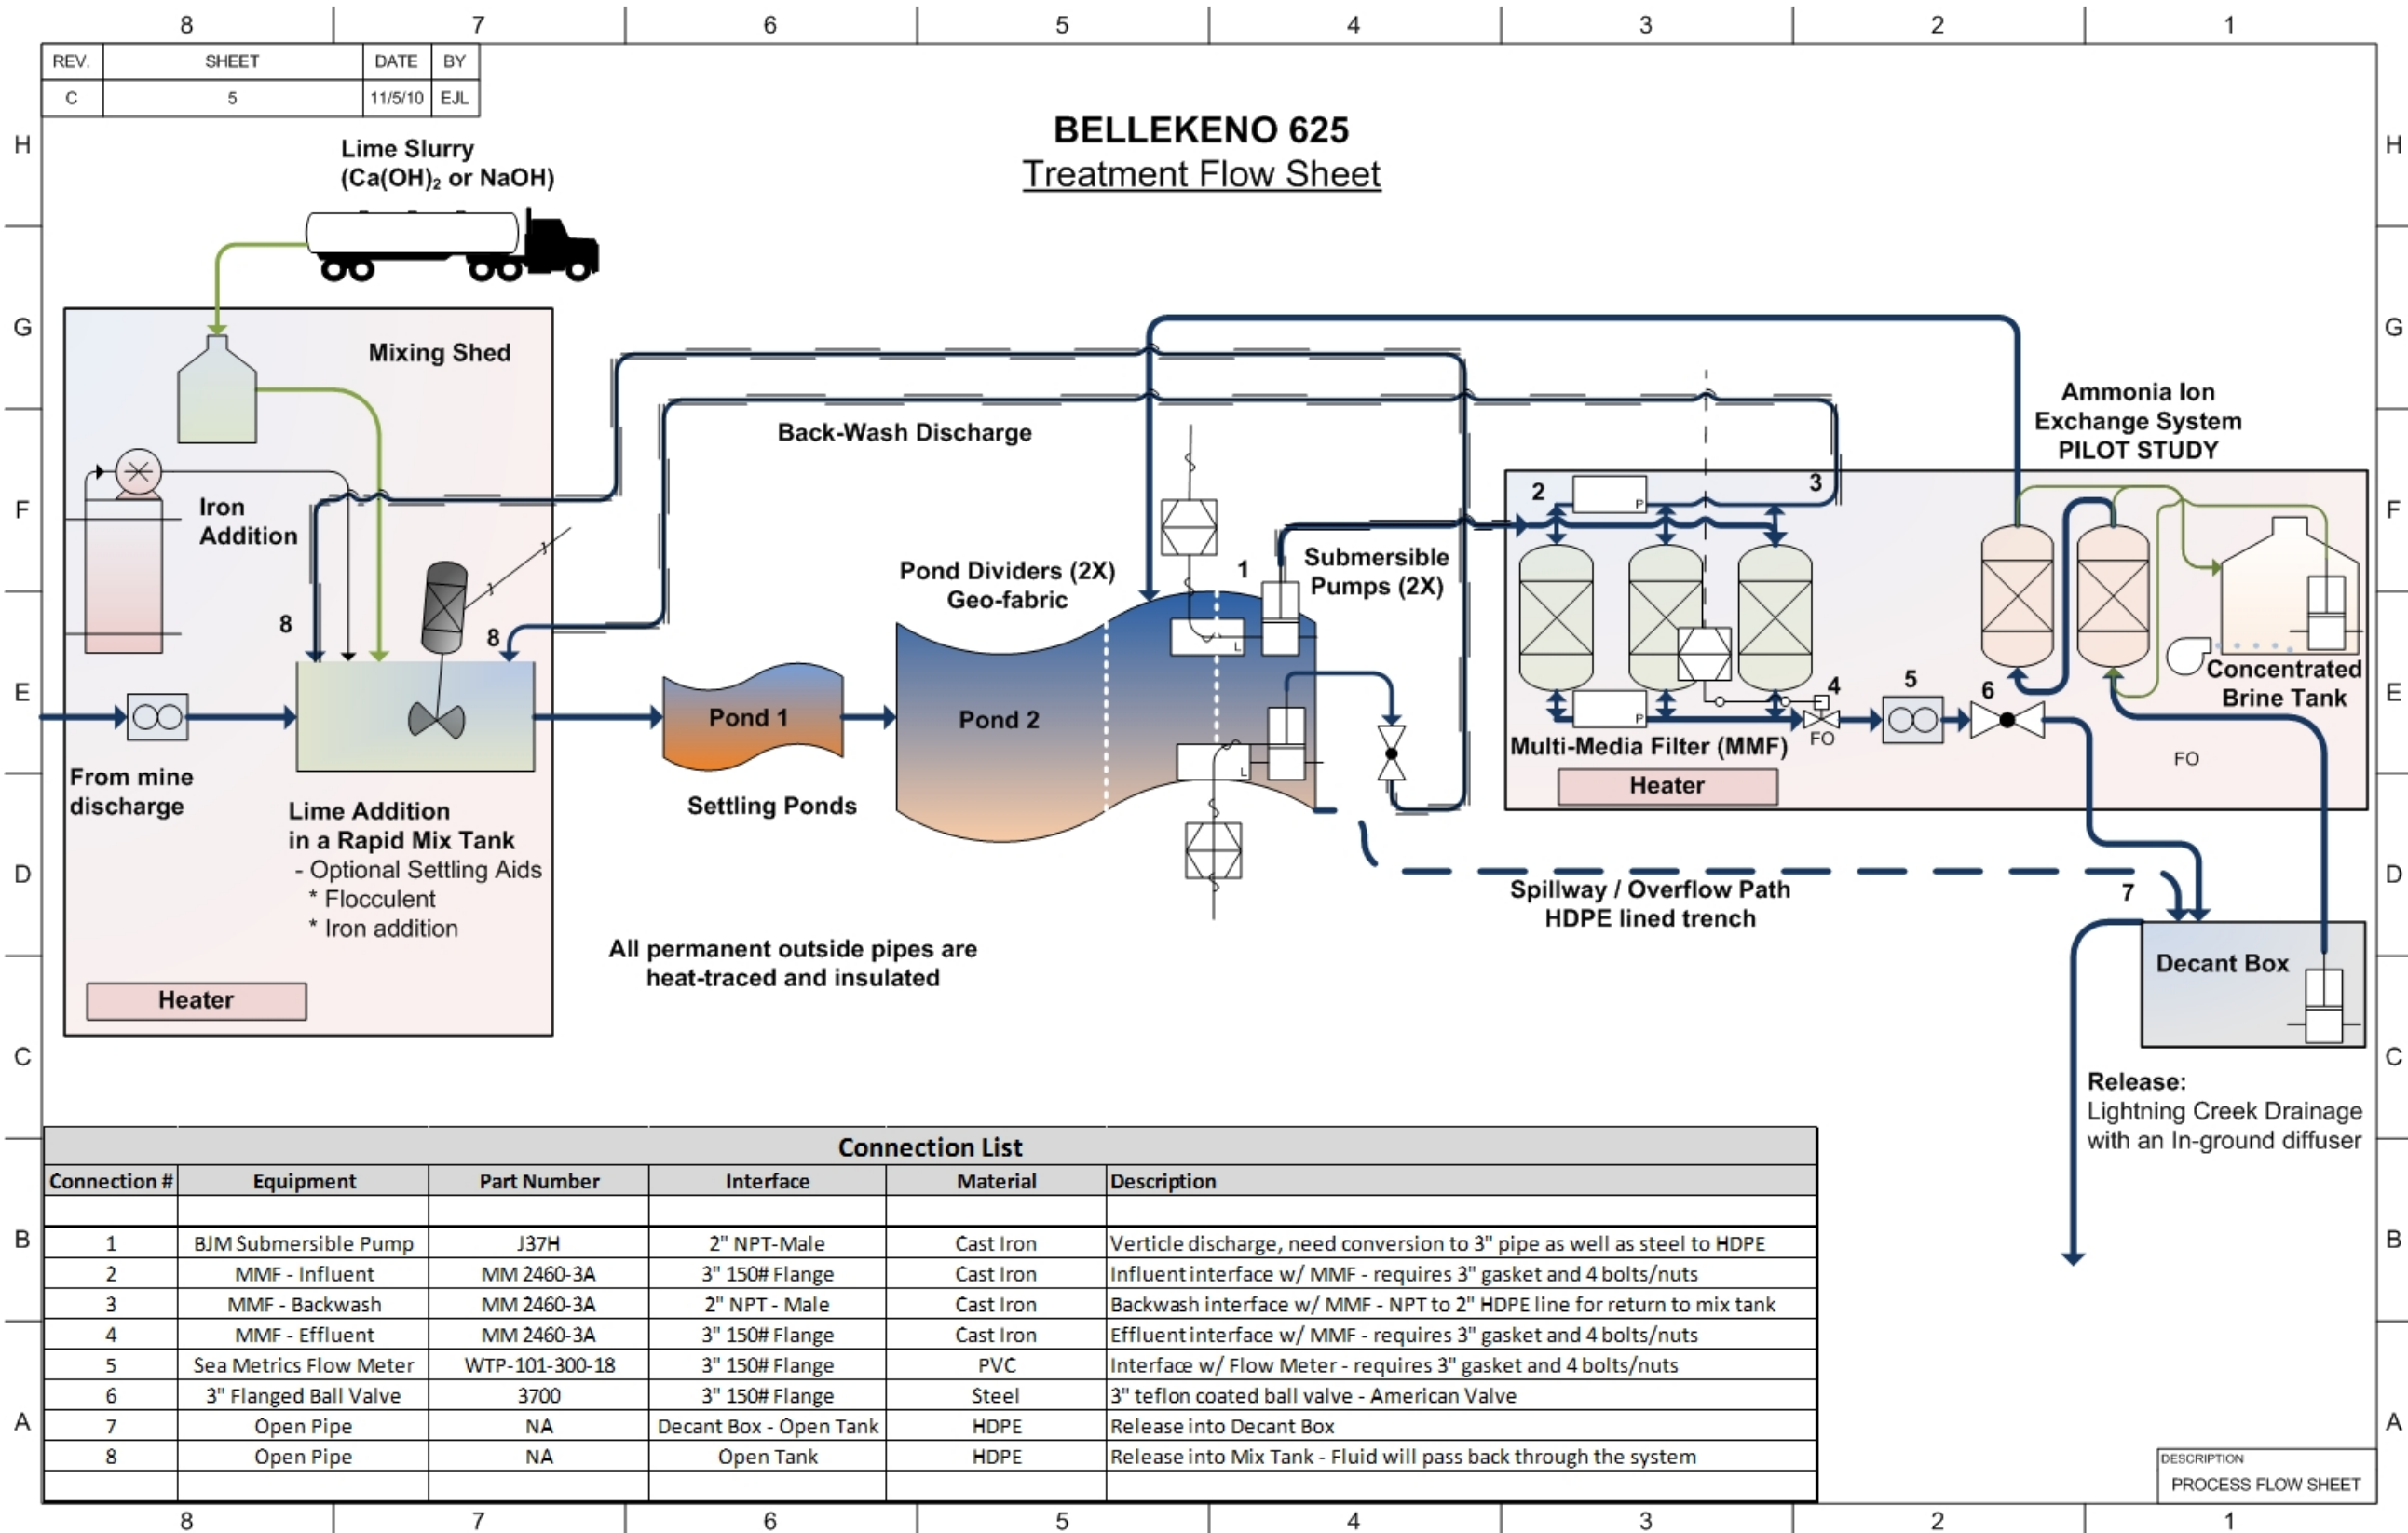 8 7 6 5 4 3 2 1
REV. SHEET DATE BY
C 5 11/5/10 EJL
H H
BELLEKENO 625
Treatment Flow Sheet
Lime Slurry
(Ca(OH)₂ or NaOH)
G G
Mixing Shed
Ammonia Ion
Exchange System
PILOT STUDY
Back-Wash Discharge
F F
Iron
Addition
2
P
3
1
Submersible
Pumps (2X)
Pond Dividers (2X)
Geo-fabric
8
8
L
E E
Pond 1
Pond 2
L
P
4
FO
5
6
Concentrated
Brine Tank
FO
Multi-Media Filter (MMF)
Heater
From mine
discharge
Settling Ponds
Lime Addition
in a Rapid Mix Tank
- Optional Settling Aids
* Flocculent
* Iron addition
D D
Spillway / Overflow Path
HDPE lined trench
7
All permanent outside pipes are
heat-traced and insulated
Decant Box
Heater
C C
Release:
Lightning Creek Drainage
with an In-ground diffuser
Connection List
Connection # Equipment Part Number Interface Material Description
B B
1 BJM Submersible Pump J37H 2" NPT-Male Cast Iron Verticle discharge, need conversion to 3" pipe as well as steel to HDPE
2 MMF - Influent MM 2460-3A 3" 150# Flange Cast Iron Influent interface w/ MMF - requires 3" gasket and 4 bolts/nuts
3 MMF - Backwash MM 2460-3A 2" NPT - Male Cast Iron Backwash interface w/ MMF - NPT to 2" HDPE line for return to mix tank
4 MMF - Effluent MM 2460-3A 3" 150# Flange Cast Iron Effluent interface w/ MMF - requires 3" gasket and 4 bolts/nuts
5 Sea Metrics Flow Meter WTP-101-300-18 3" 150# Flange PVC Interface w/ Flow Meter - requires 3" gasket and 4 bolts/nuts
6 3" Flanged Ball Valve 3700 3" 150# Flange Steel 3" teflon coated ball valve - American Valve
A A
7 Open Pipe NA Decant Box - Open Tank HDPE Release into Decant Box
8 Open Pipe NA Open Tank HDPE Release into Mix Tank - Fluid will pass back through the system
DESCRIPTION
PROCESS FLOW SHEET
8 7 6 5 4 3 2 1